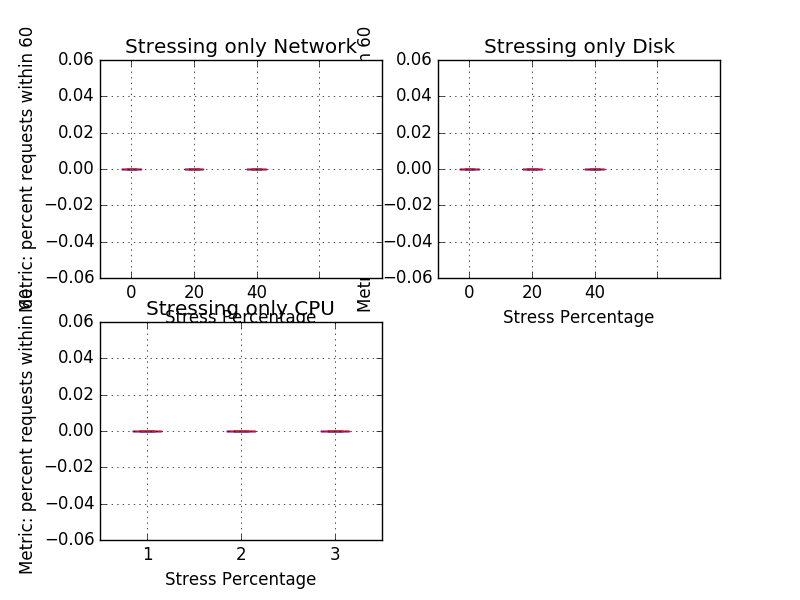 Stressing only Network
Metric: percent requests within 60
0.06
0.04
0.02
0.00
−0.02
−0.04
−0.06
0 20 40
Stress Percentage
Stressing only Disk
0.06
0.04
0.02
0.00
−0.02
−0.04
−0.06
0 20 40
Stress Percentage
Stressing only CPU
Metric: percent requests within 60
0.06
0.04
0.02
0.00
−0.02
−0.04
−0.06
1 2 3
Stress Percentage